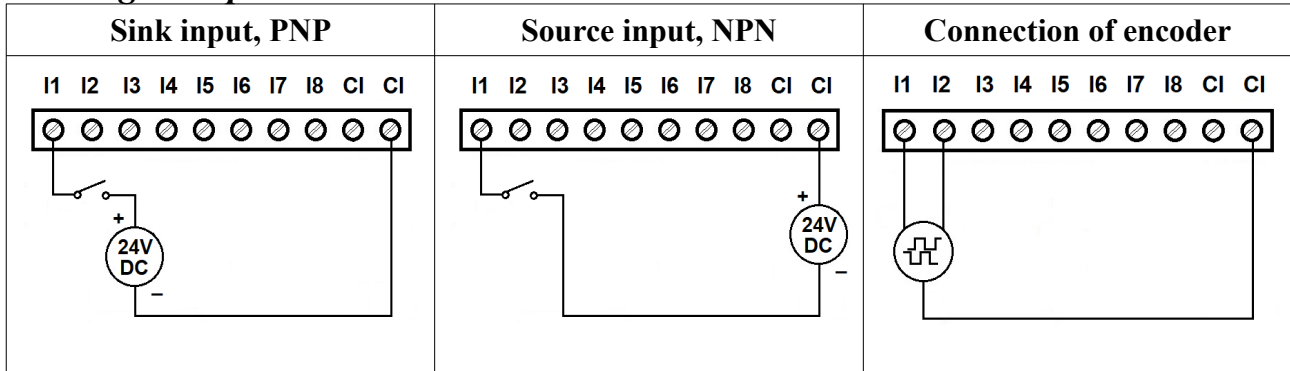 Sink input, PNP
Source input, NPN
Connection of encoder
I1 I2 I3 I4 I5 I6 I7 I8 CI CI
I1 I2 I3 I4 I5 I6 I7 I8 CI CI
I1 I2 I3 I4 I5 I6 I7 I8 CI CI
+
24V
DC
–
+
24V
DC
–